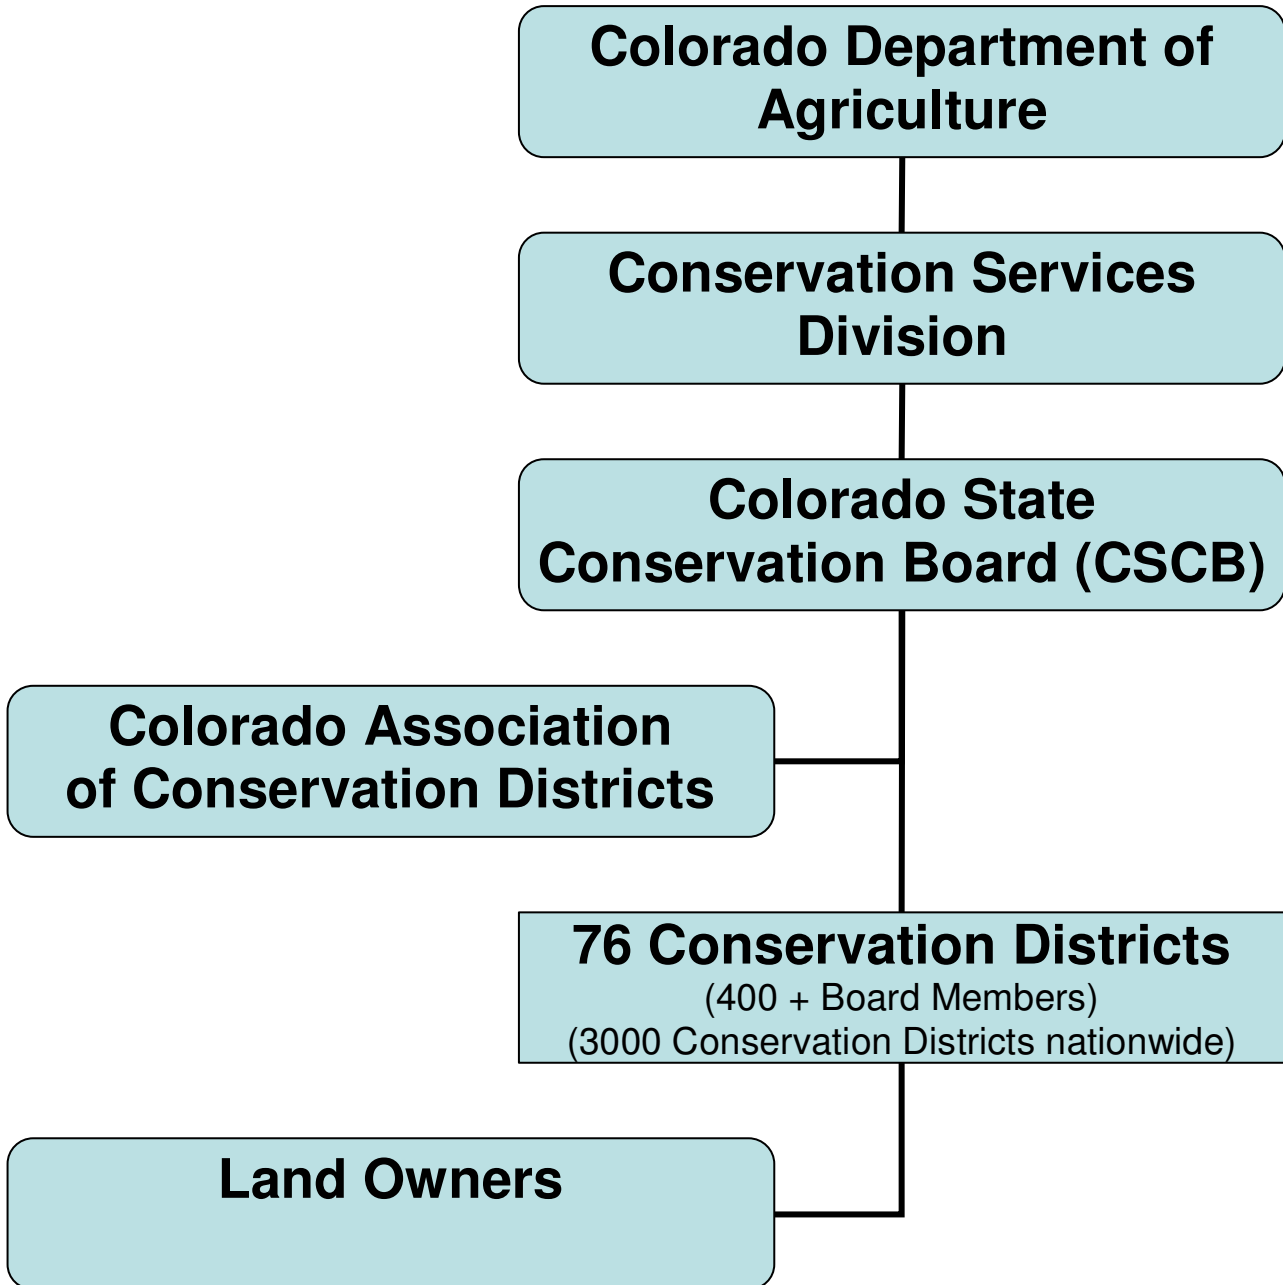 Colorado Department of
Agriculture
Conservation Services
Division
Colorado State
Conservation Board (CSCB)
Colorado Association
of Conservation Districts
76 Conservation Districts
(400 + Board Members)
(3000 Conservation Districts nationwide)
Land Owners